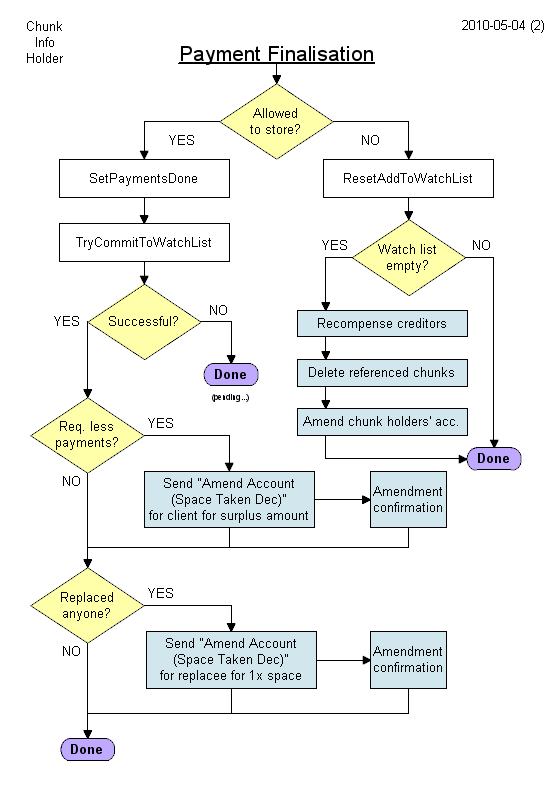 Chunk
Info
Holder
2010-05-04 (2)
Payment Finalisation
Allowed
to store?
YES
NO
SetPaymentsDone
ResetAddToWatchList
TryCommitToWatchList
YES
Watch list
empty?
NO
Successful?
YES
NO
Recompense creditors
Done
(pending...)
Delete referenced chunks
Amend chunk holders' acc.
Done
Req. less
payments?
YES
NO
Send "Amend Account
(Space Taken Dec)"
for client for surplus amount
Amendment
confirmation
Replaced
anyone?
YES
NO
Send "Amend Account
(Space Taken Dec)"
for replacee for 1x space
Amendment
confirmation
Done